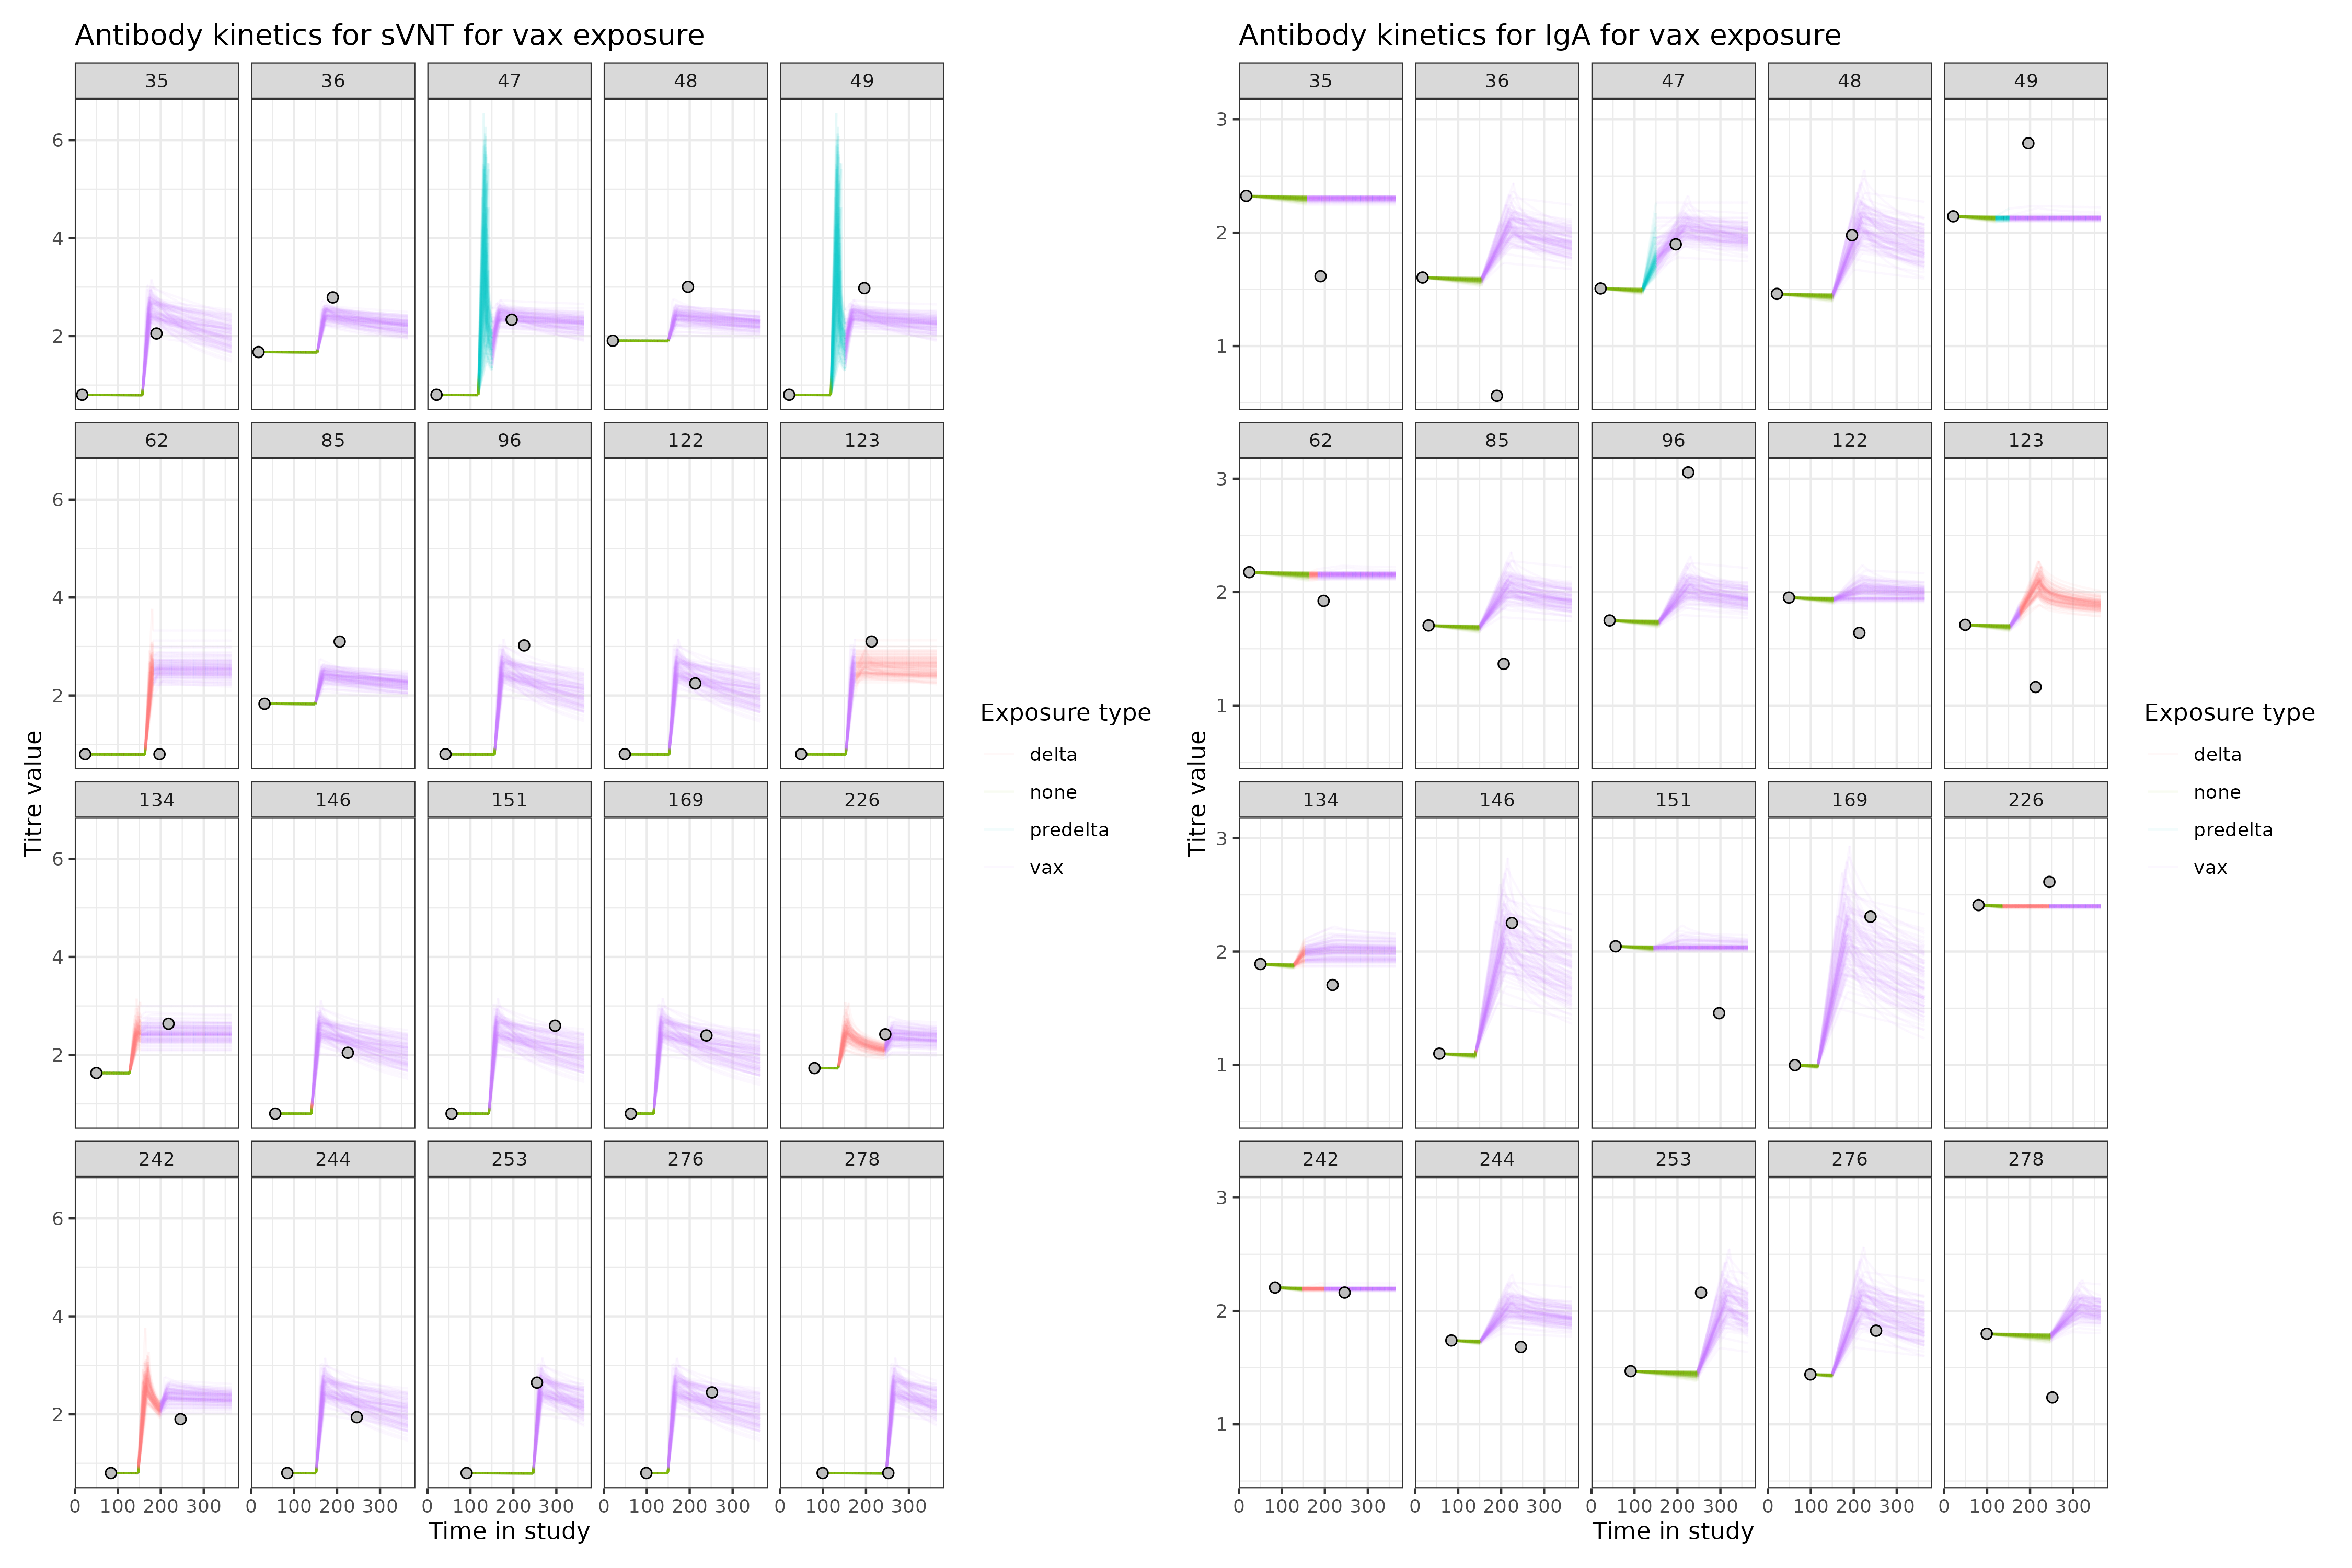 Antibody kinetics for sVNT for vax exposure
35 36 47 48 49
6
4
2
62 85 96 122 123
6
4
2
134 146 151 169 226
6
4
2
242 244 253 276 278
6
4
2
0 100 200 300 0 100 200 300 0 100 200 300 0 100 200 300 0 100 200 300
Time in study
Titre value
Exposure type
delta
none
predelta
vax
Antibody kinetics for IgA for vax exposure
35 36 47 48 49
3
2
1
62 85 96 122 123
3
2
1
134 146 151 169 226
3
2
1
242 244 253 276 278
3
2
1
0 100 200 300 0 100 200 300 0 100 200 300 0 100 200 300 0 100 200 300
Time in study
Titre value
Exposure type
delta
none
predelta
vax